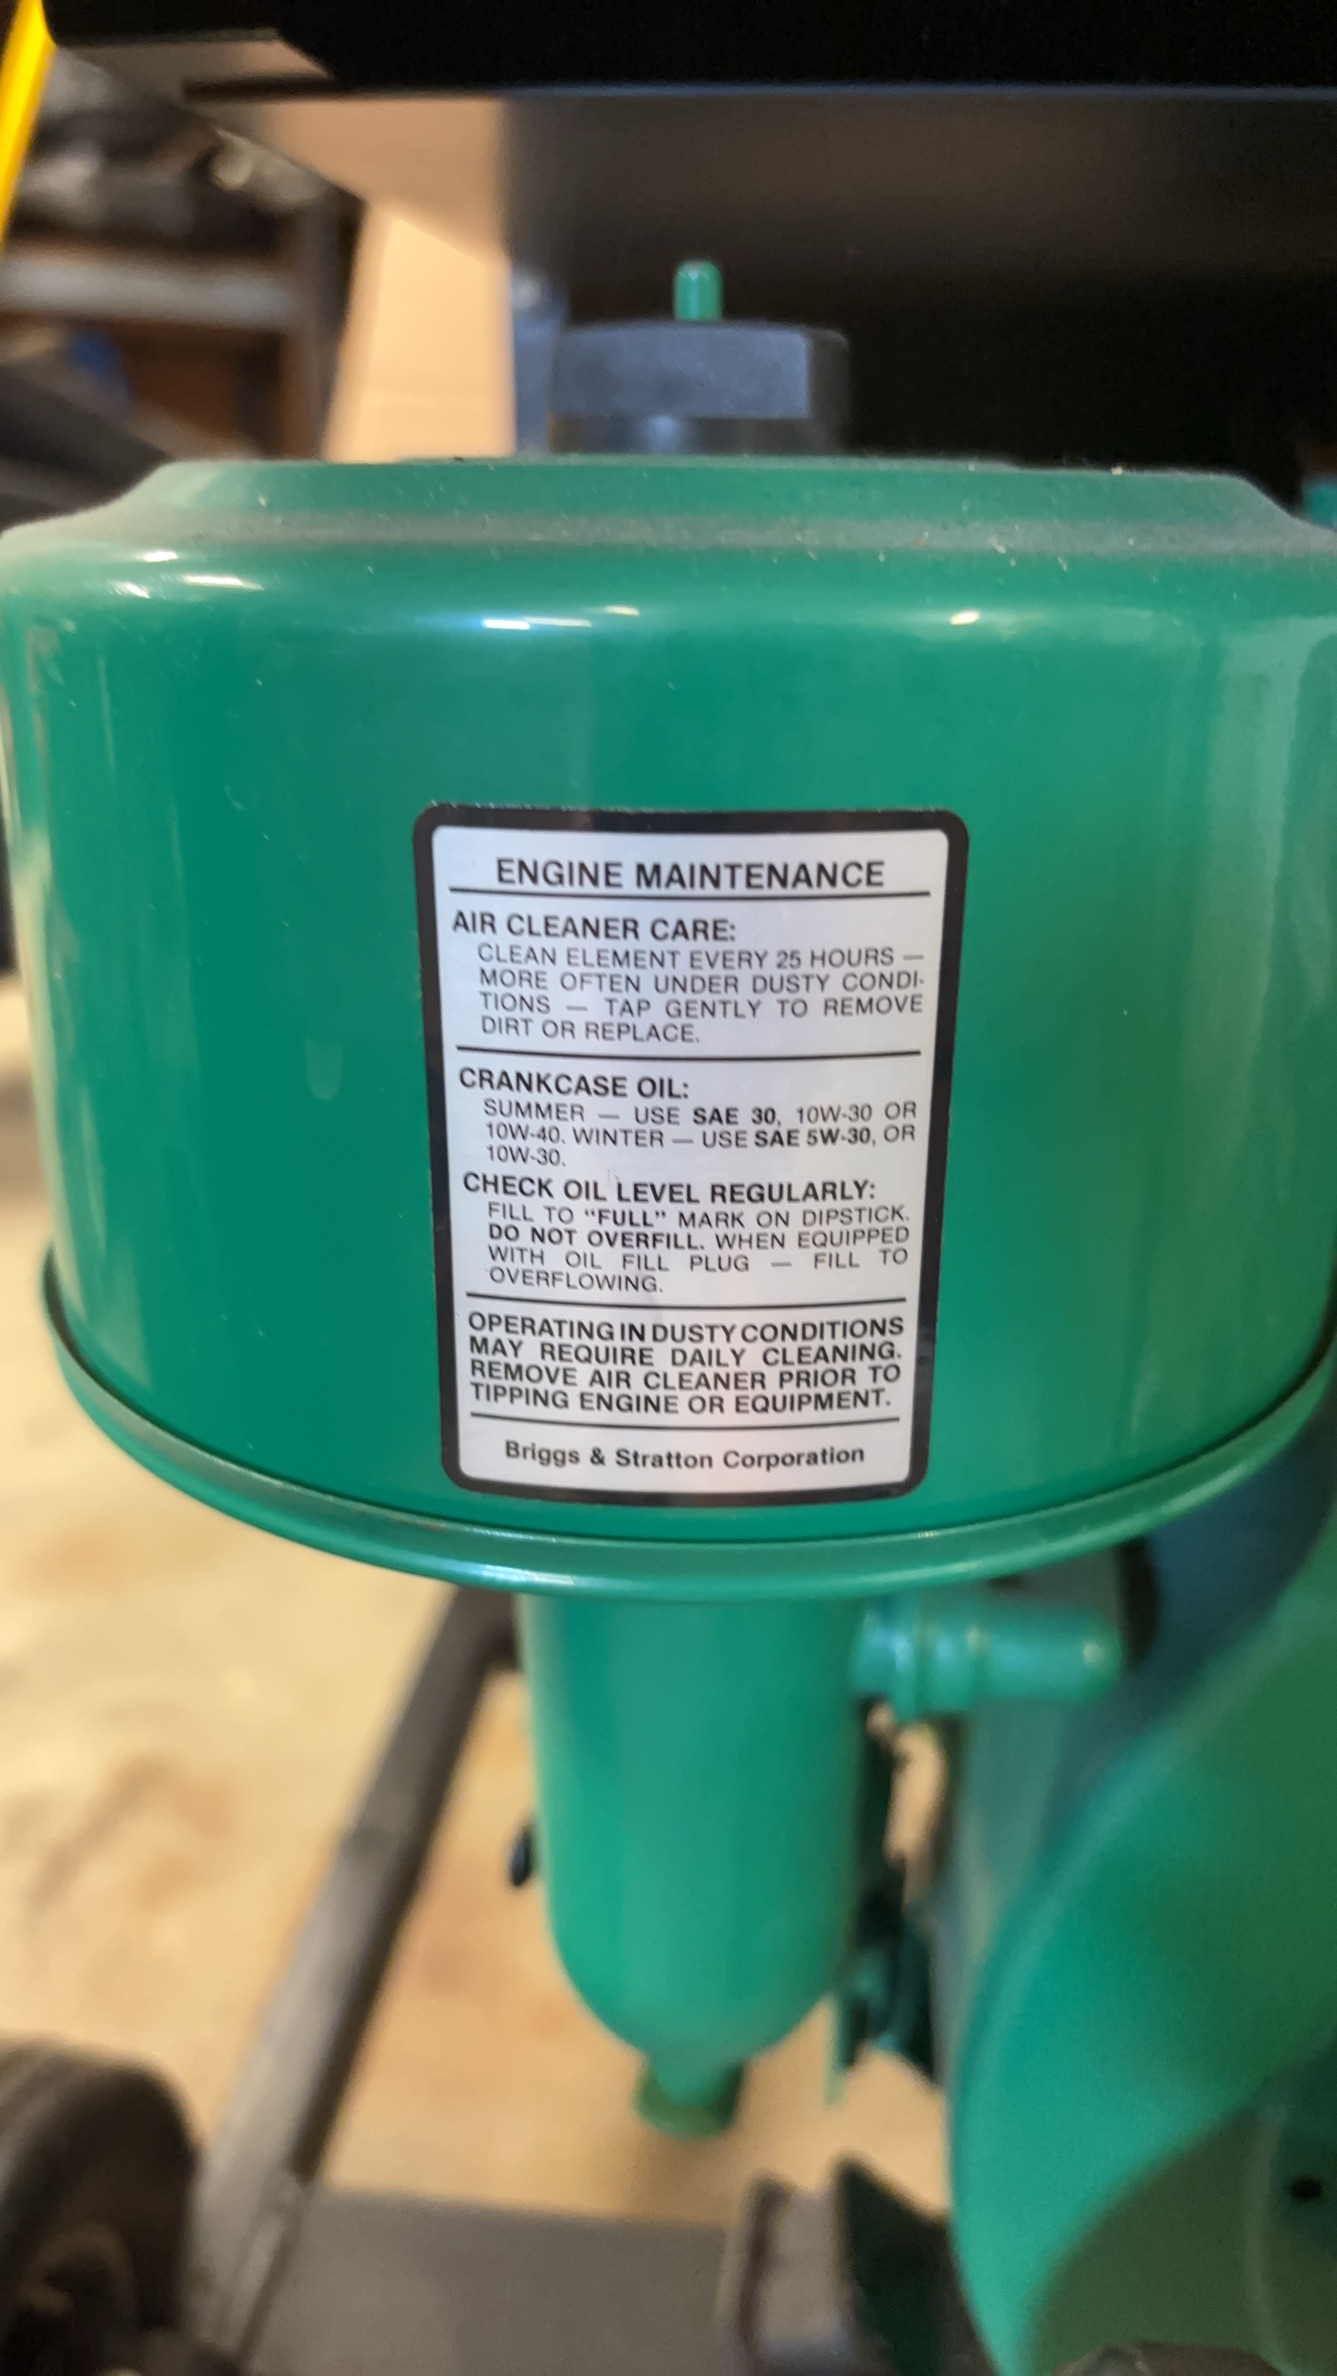 ENGINE MAINTENANCE
AIR CLEANER CARE:
CLEAN ELEMENT EVERY 25 HOURS —
MORE OFTEN UNDER DUSTY CONDI-
TIONS — TAP GENTLY TO REMOVE
DIRT OR REPLACE.
CRANKCASE OIL:
SUMMER — USE SAE 30, 10W-30 OR
10W-40. WINTER — USE SAE 5W-30, OR
10W-30.
CHECK OIL LEVEL REGULARLY:
FILL TO “FULL” MARK ON DIPSTICK.
DO NOT OVERFILL. WHEN EQUIPPED
WITH OIL FILL PLUG — FILL TO
OVERFLOWING.
OPERATING IN DUSTY CONDITIONS
MAY REQUIRE DAILY CLEANING.
REMOVE AIR CLEANER PRIOR TO
TIPPING ENGINE OR EQUIPMENT.
Briggs & Stratton Corporation